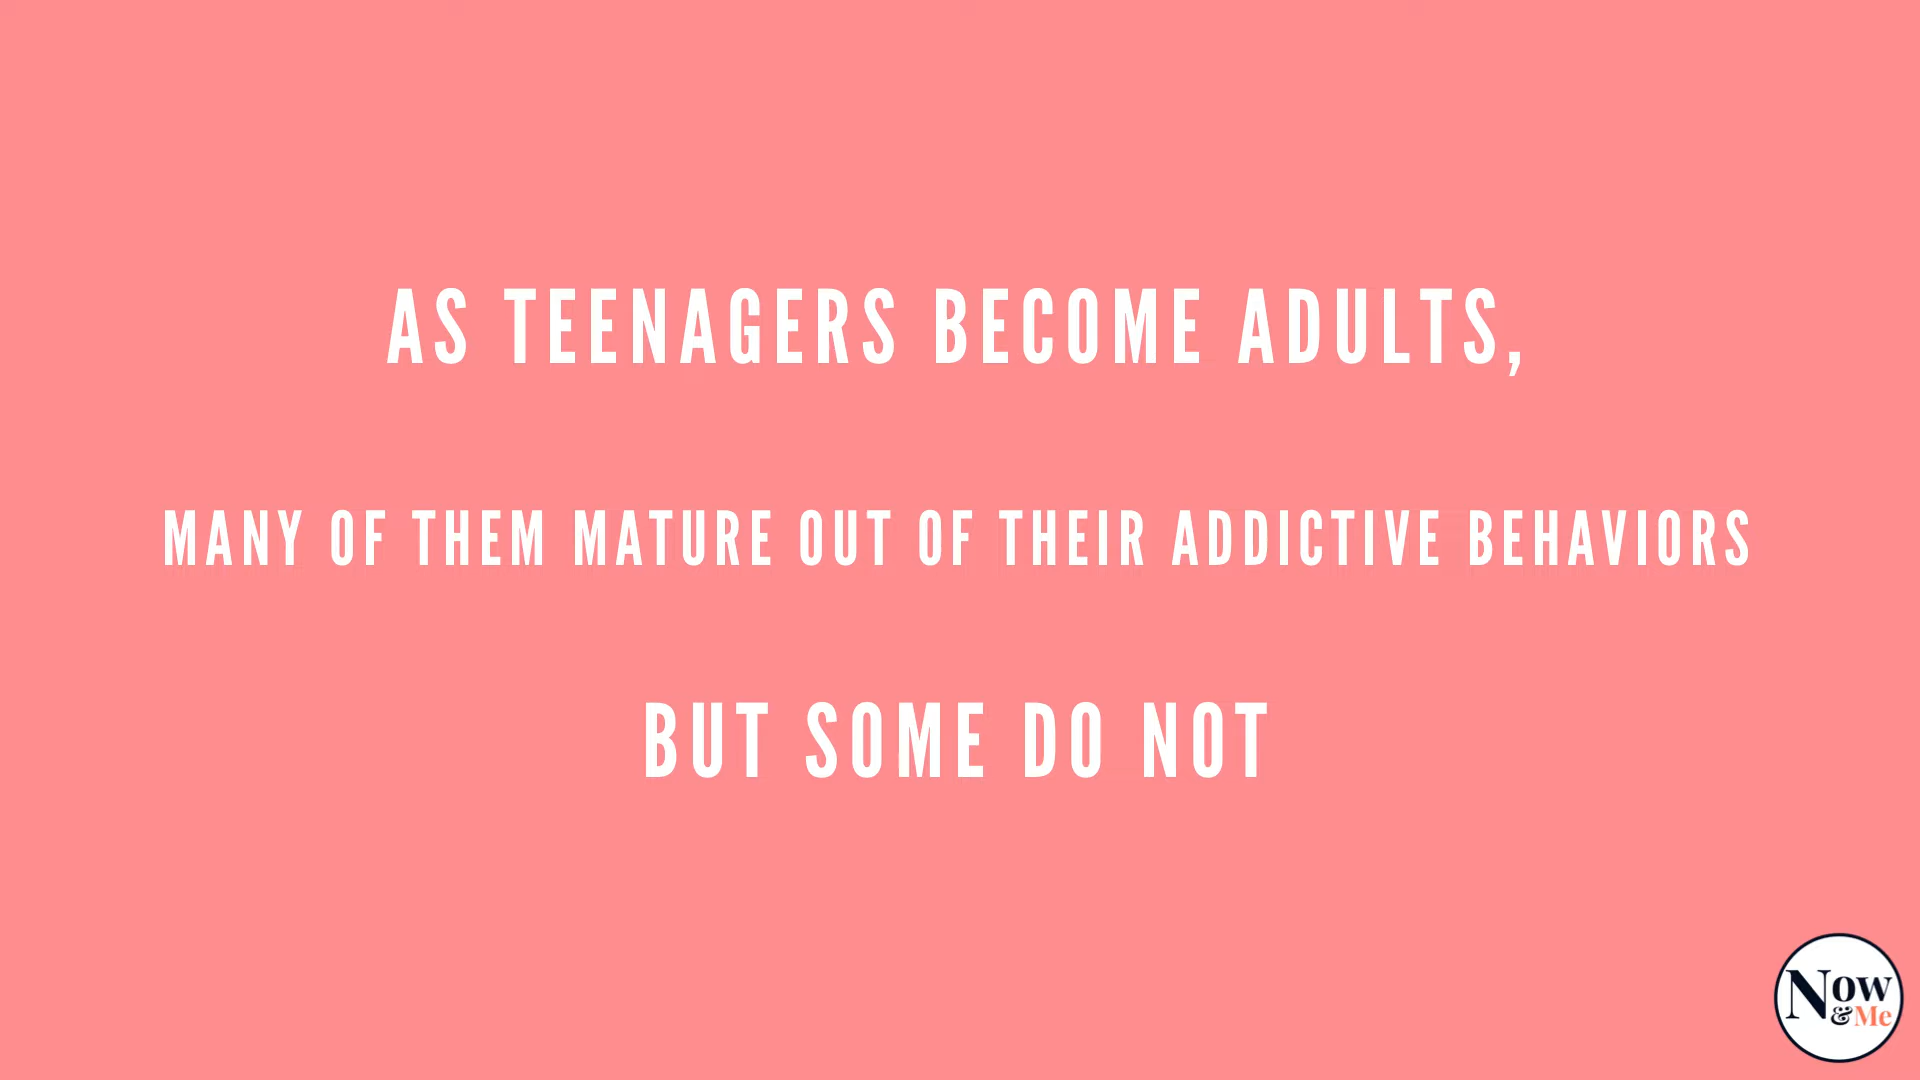 AS TEENAGERS BECOME ADULTS,
MANY OF THEM MATURE OUT OF THEIR ADDICTIVE BEHAVIORS
BUT SOME DO NOT
Now
&Me